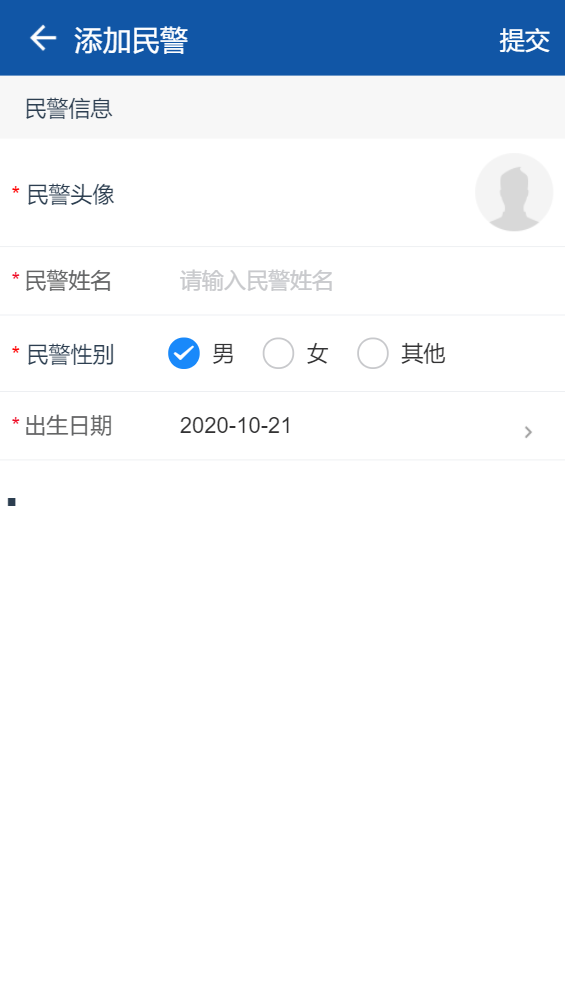 添加民警 提交
民警信息
* 民警头像
* 民警姓名 请输入民警姓名
* 民警性别 男 女 其他
* 出生日期 2020-10-21